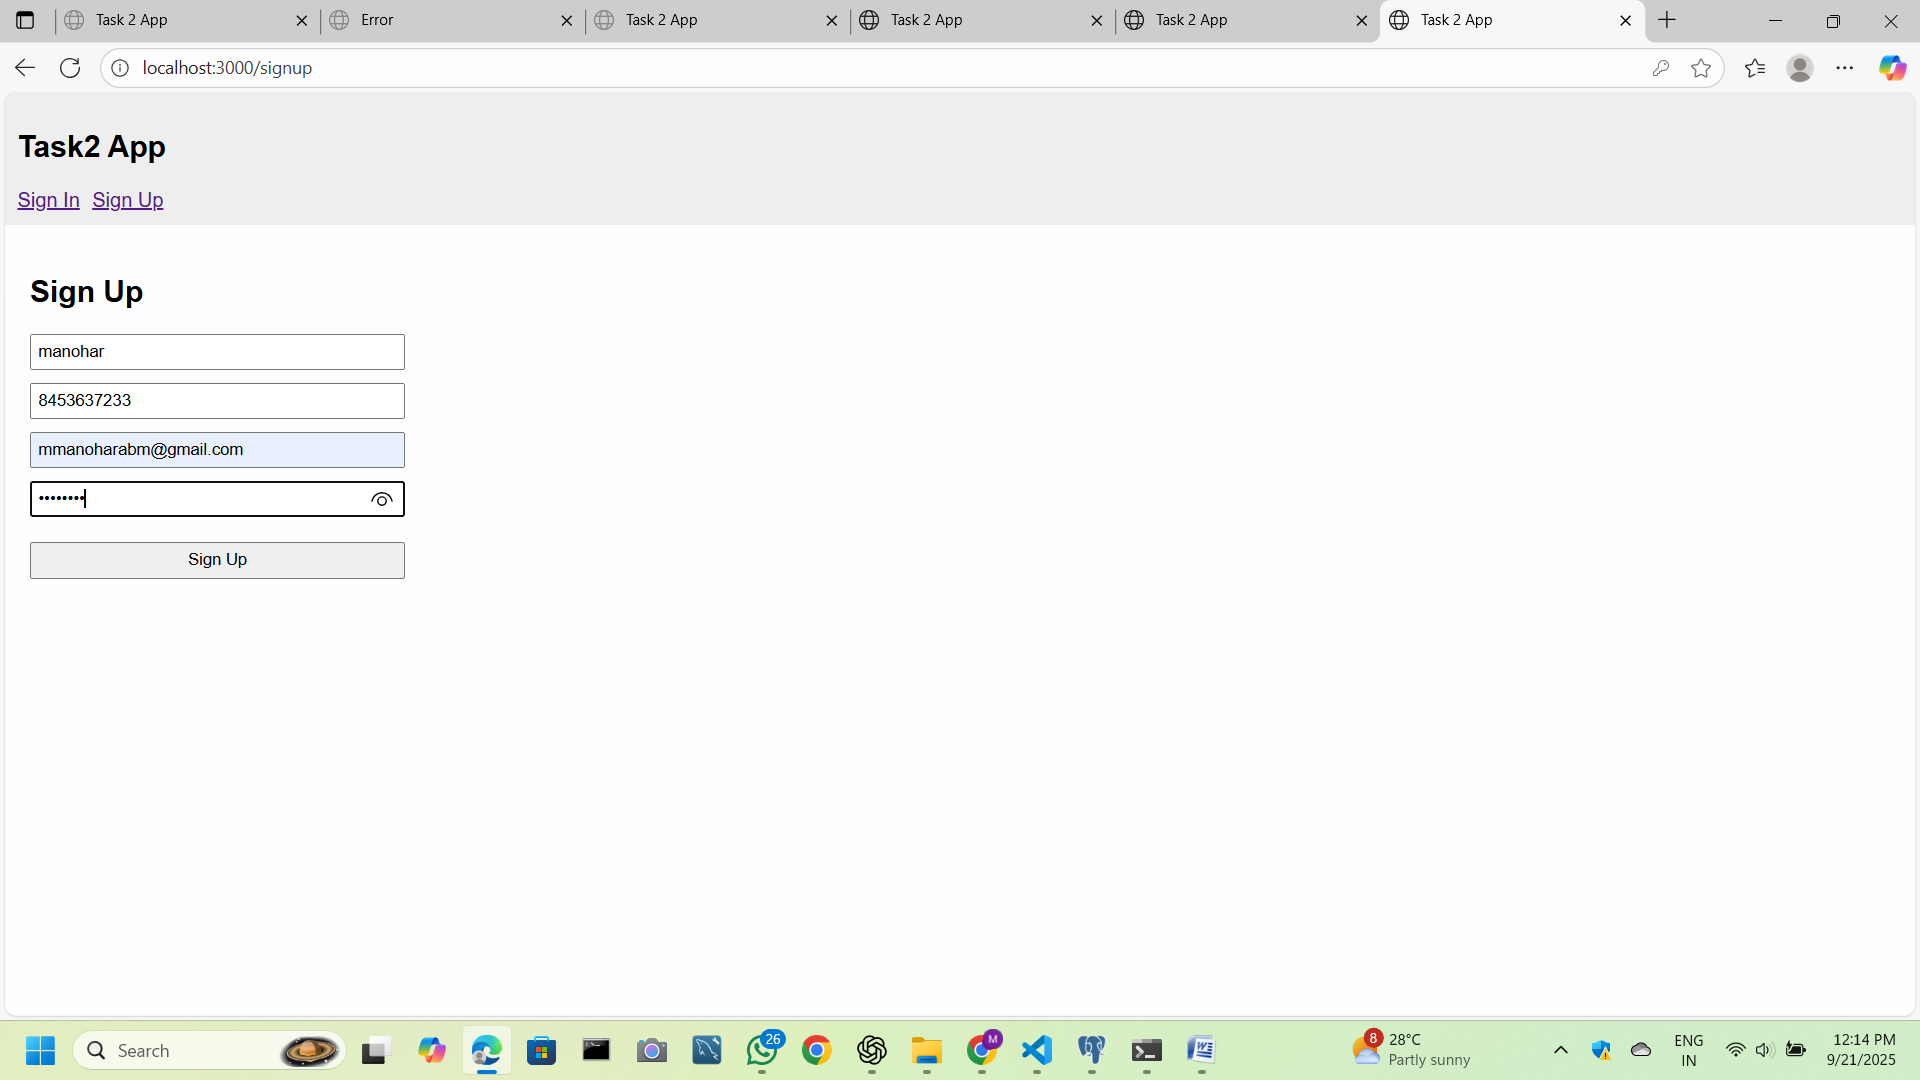 Task 2 App
Error
Task 2 App
Task 2 App
Task 2 App
Task 2 App
localhost:3000/signup
Task2 App
Sign In Sign Up
Sign Up
manohar
8453637233
mmanoharabm@gmail.com
••••••••
Sign Up
Search
26
M
8
28°C
Partly sunny
ENG
IN
12:14 PM
9/21/2025